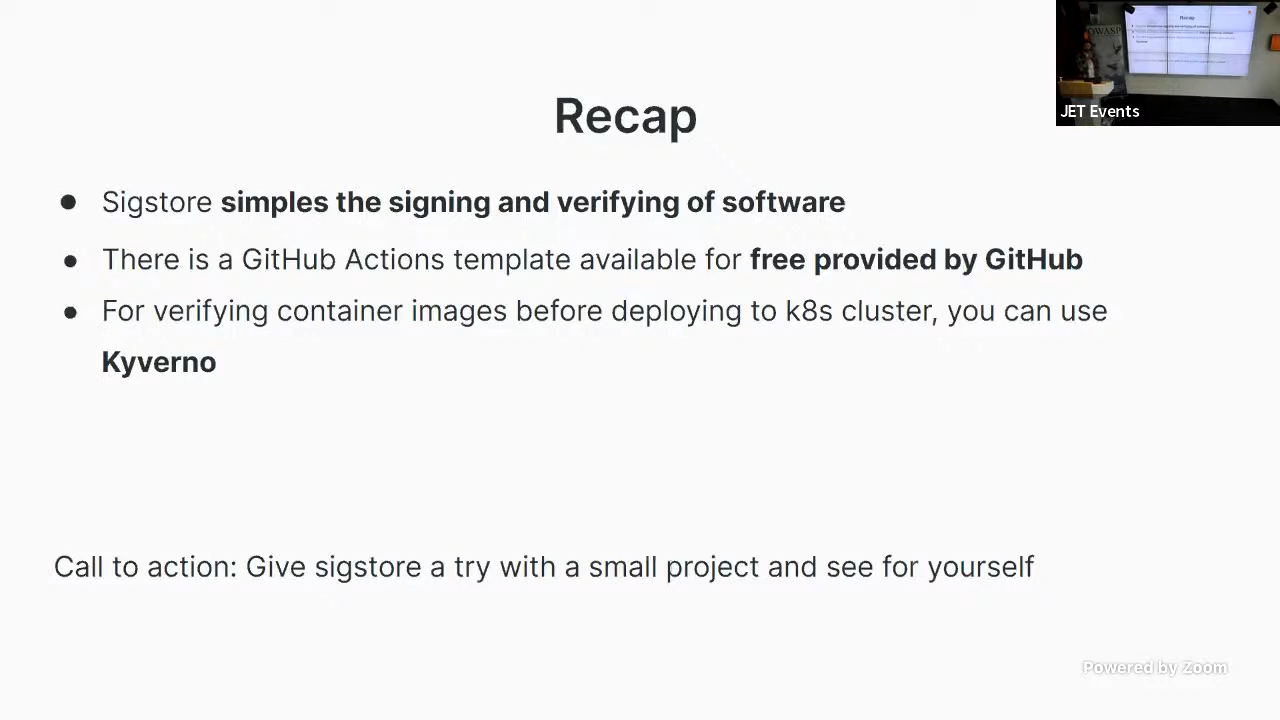 Recap
OWASP
Recap
JET Events
● Sigstore simples the signing and verifying of software
● There is a GitHub Actions template available for free provided by GitHub
● For verifying container images before deploying to k8s cluster, you can use
Kyverno
Call to action: Give sigstore a try with a small project and see for yourself
Powered by Zoom